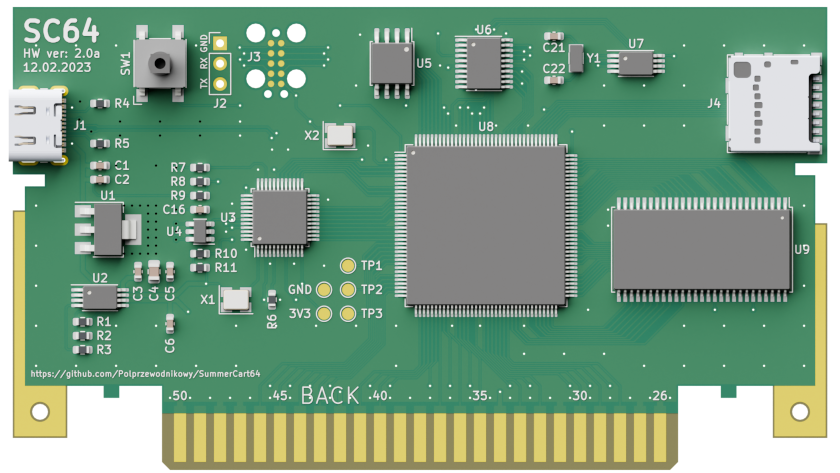 SC64
HW ver: 2.0a
12.02.2023
SW1
GND
RX
TX
J2
J3
U5
U6
C21
C22
Y1
U7
J4
J1
R4
R5
C1
C2
X2
U8
R7
R8
R9
C16
U1
U3
U4
R10
R11
TP1
GND
TP2
3V3
TP3
U9
U2
C3
C4
C5
X1
R6
R1
R2
R3
C6
https://github.com/Polprzewodnikowy/SummerCart64
.50.
.45.
BACK
.40.
.35.
.30.
.26.